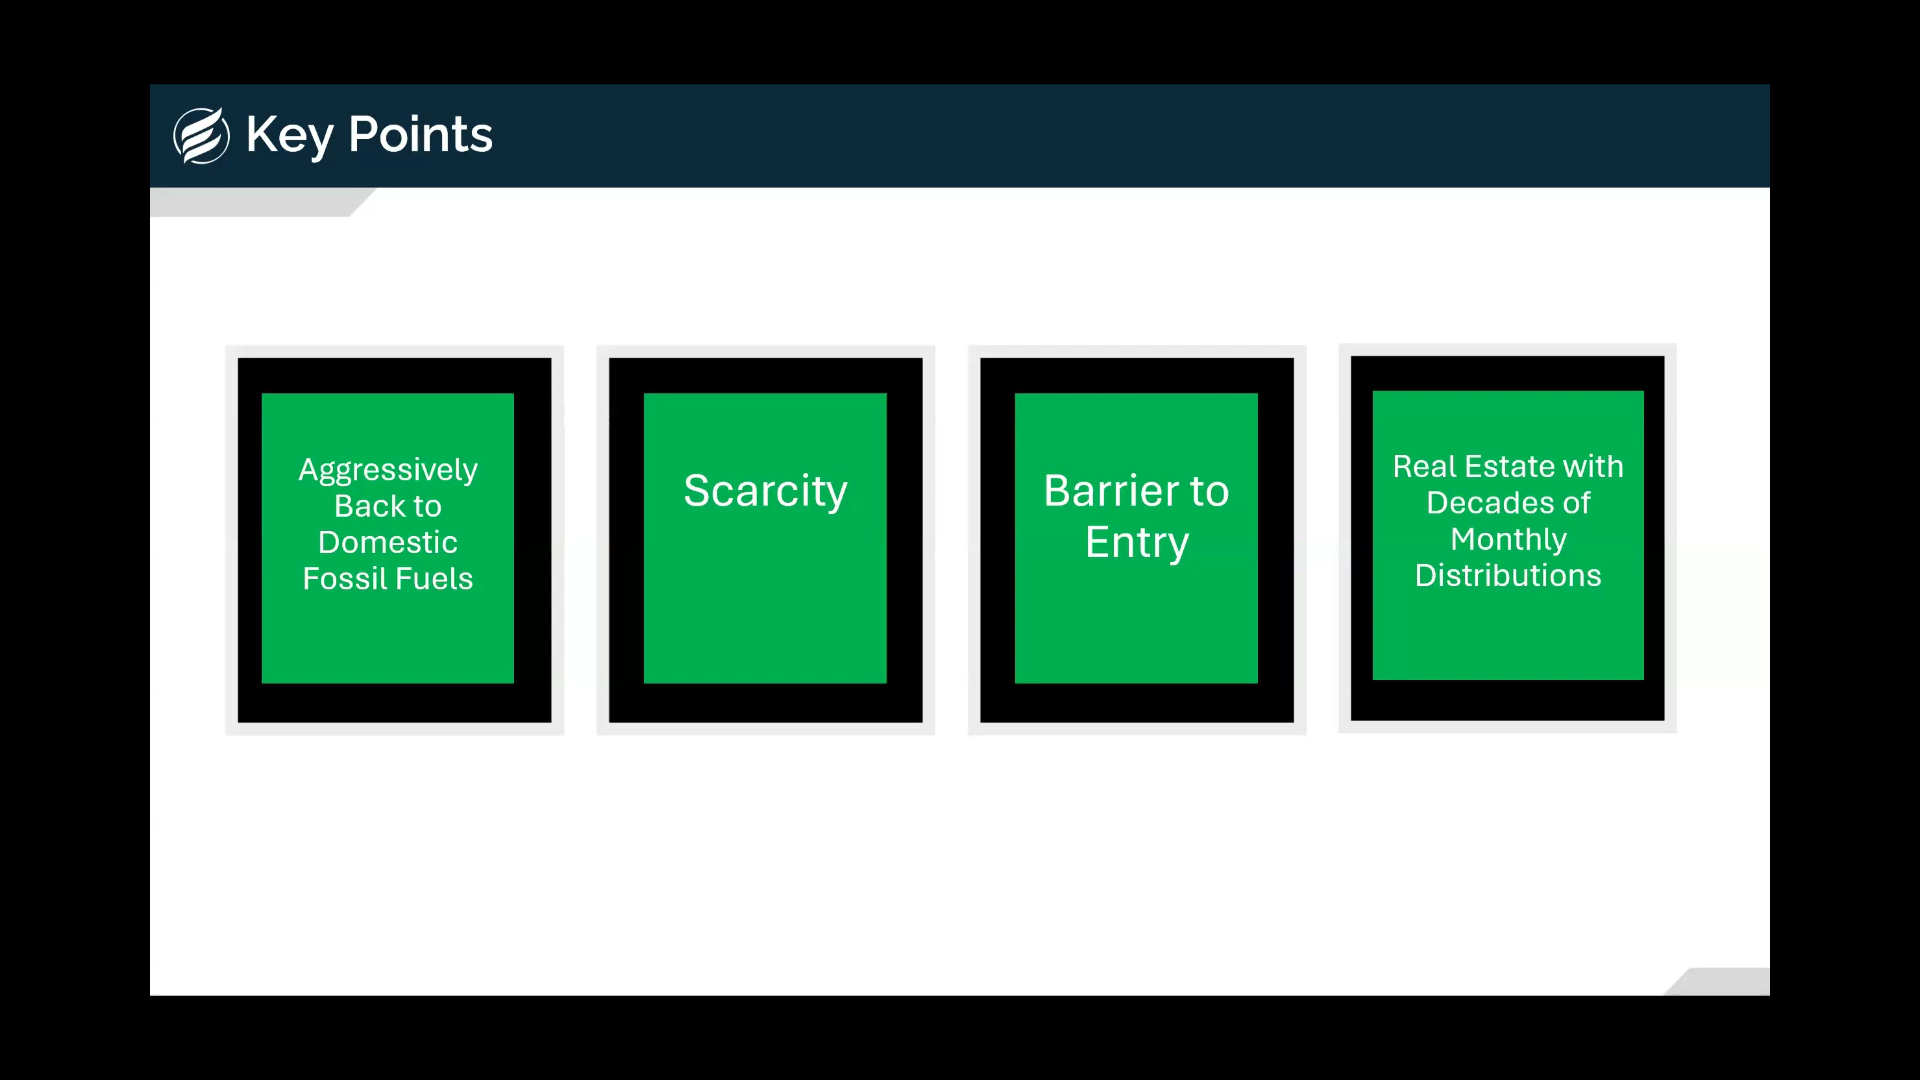 Key Points
Aggressively
Back to
Domestic
Fossil Fuels
Scarcity
Barrier to
Entry
Real Estate with
Decades of
Monthly
Distributions